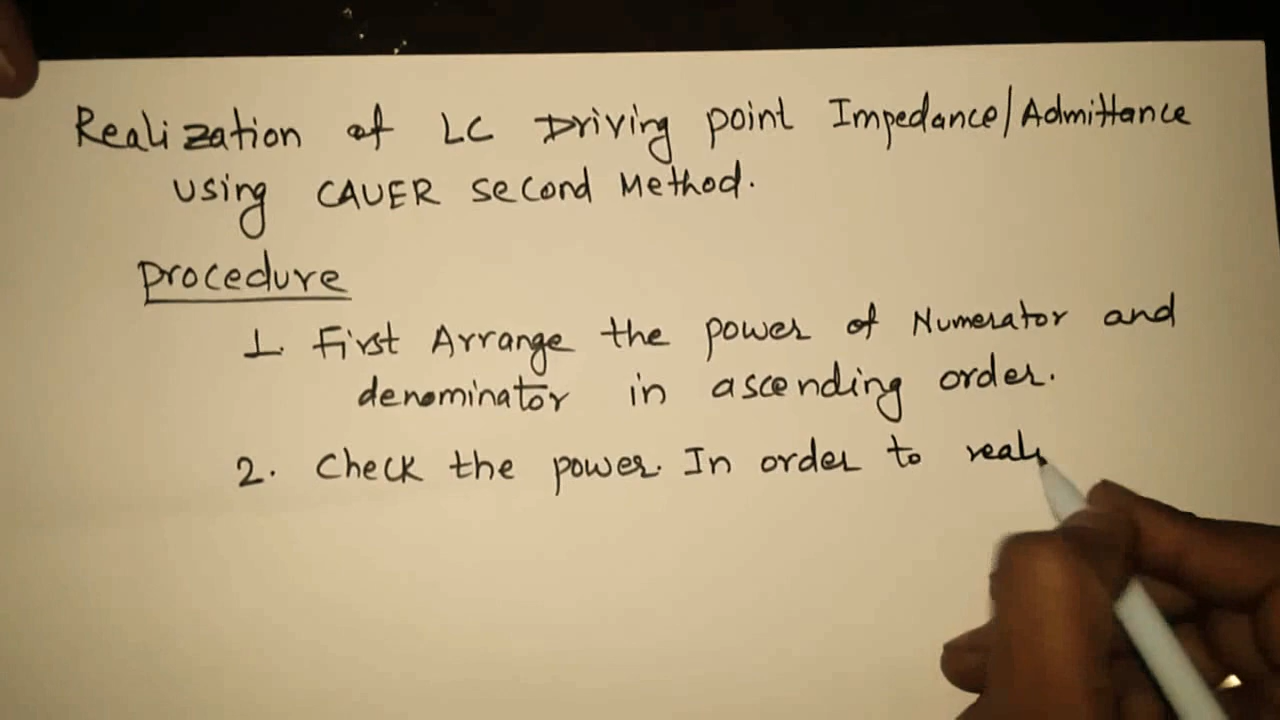 Realization of LC Driving point Impedance/Admittance
Using CAUER Second Method.
Procedure
1. First Arrange the power of Numerator and
denominator in ascending order.
2. Check the power. In order to